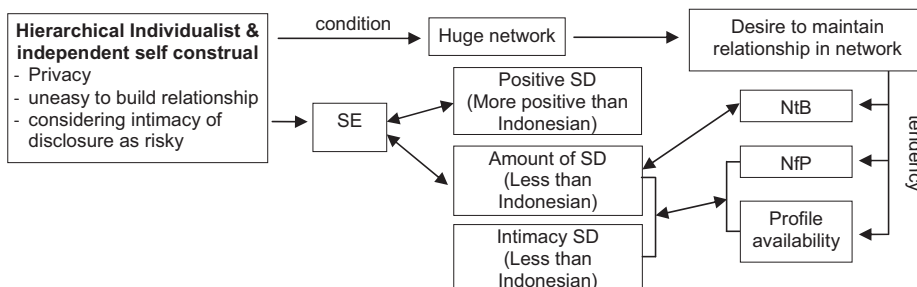 Hierarchical Individualist &
independent self construal
- Privacy
- uneasy to build relationship
- considering intimacy of
disclosure as risky
condition
Huge network
Desire to maintain
relationship in network
SE
Positive SD
(More positive than
Indonesian)
Amount of SD
(Less than
Indonesian)
Intimacy SD
(Less than
Indonesian)
NtB
NfP
Profile
availability
tendency